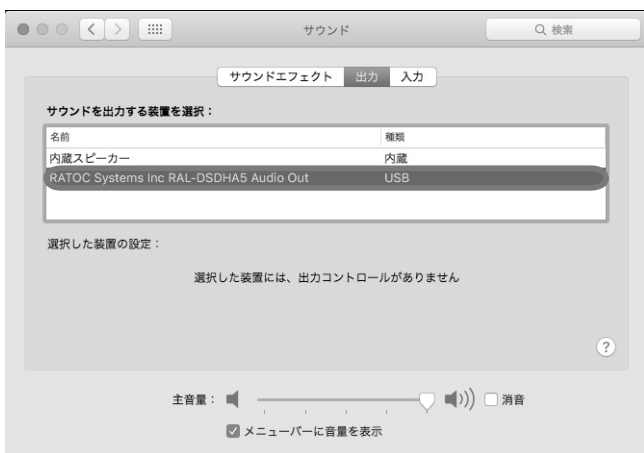 サウンド
検索
サウンドエフェクト 出力 入力
サウンドを出力する装置を選択：
名前 種類
内蔵スピーカー 内蔵
RATOC Systems Inc RAL-DSDHA5 Audio Out USB
選択した装置の設定：
選択した装置には、出力コントロールがありません
?
主音量： 消音
メニューバーに音量を表示